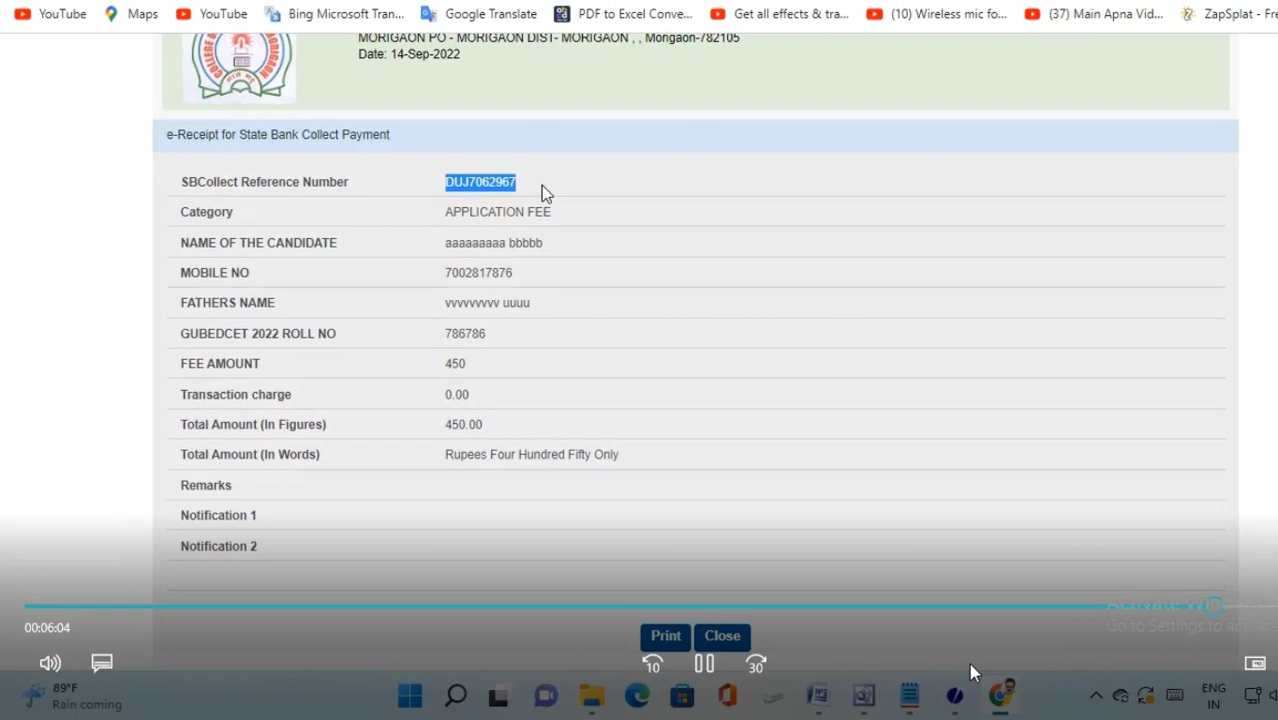 YouTube Maps YouTube Bing Microsoft Tran... Google Translate PDF to Excel Conve... Get all effects & tra... (10) Wireless mic fo... (37) Main Apna Vid... ZapSplat - Fre
MORIGAON PO - MORIGAON DIST- MORIGAON , , Morigaon-782105
Date: 14-Sep-2022
e-Receipt for State Bank Collect Payment
SBCollect Reference Number DUJ7062967
Category APPLICATION FEE
NAME OF THE CANDIDATE aaaaaaaaa bbbbb
MOBILE NO 7002817876
FATHERS NAME vvvvvvvvv uuuu
GUBEDCET 2022 ROLL NO 786786
FEE AMOUNT 450
Transaction charge 0.00
Total Amount (In Figures) 450.00
Total Amount (In Words) Rupees Four Hundred Fifty Only
Remarks
Notification 1
Notification 2
Activate
Go to Settings to
00:06:04
Print Close
10 30
89°F
Rain coming
ENG
IN